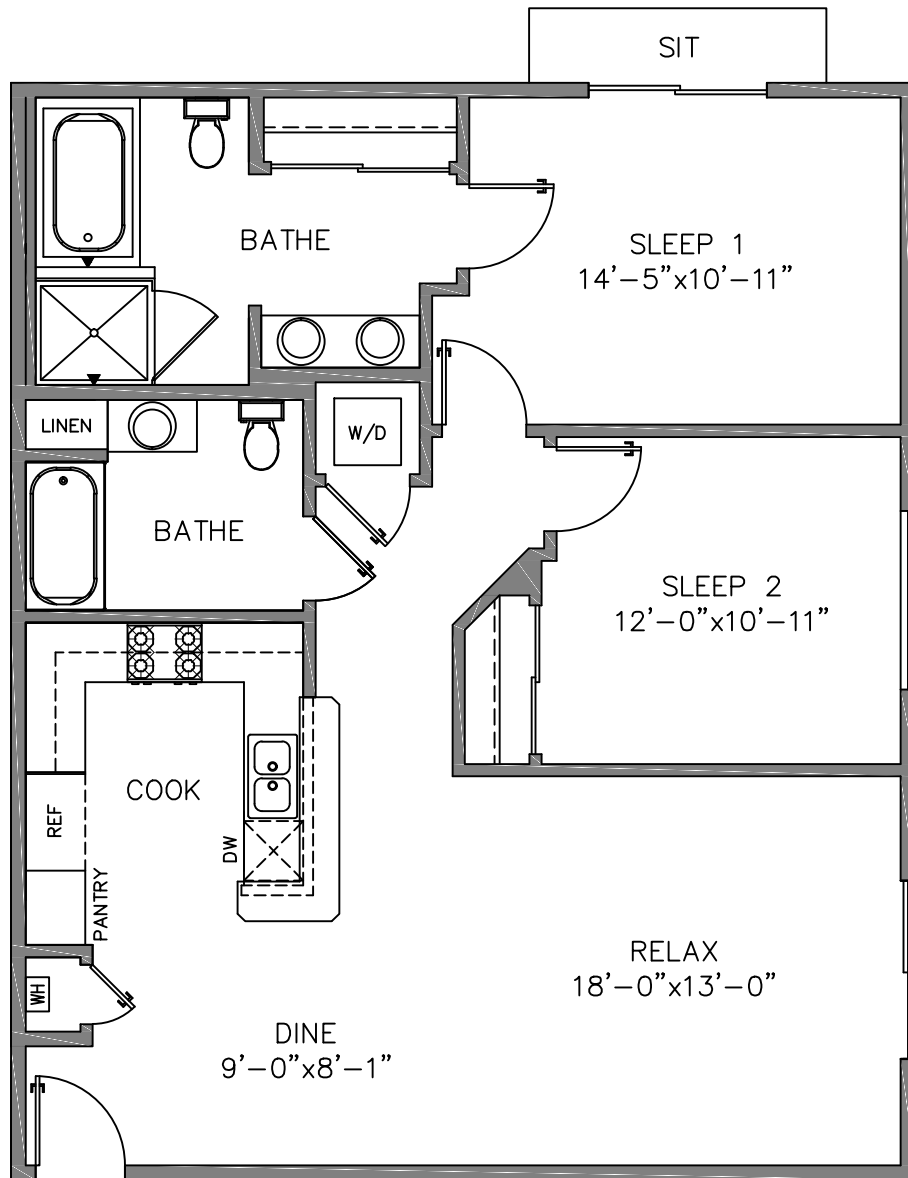 SIT
BATHE
SLEEP 1
14’-5”x10’-11”
LINEN
W/D
BATHE
SLEEP 2
12’-0”x10’-11”
COOK
REF
DW
PANTRY
RELAX
18’-0”x13’-0”
WH
DINE
9’-0”x8’-1”